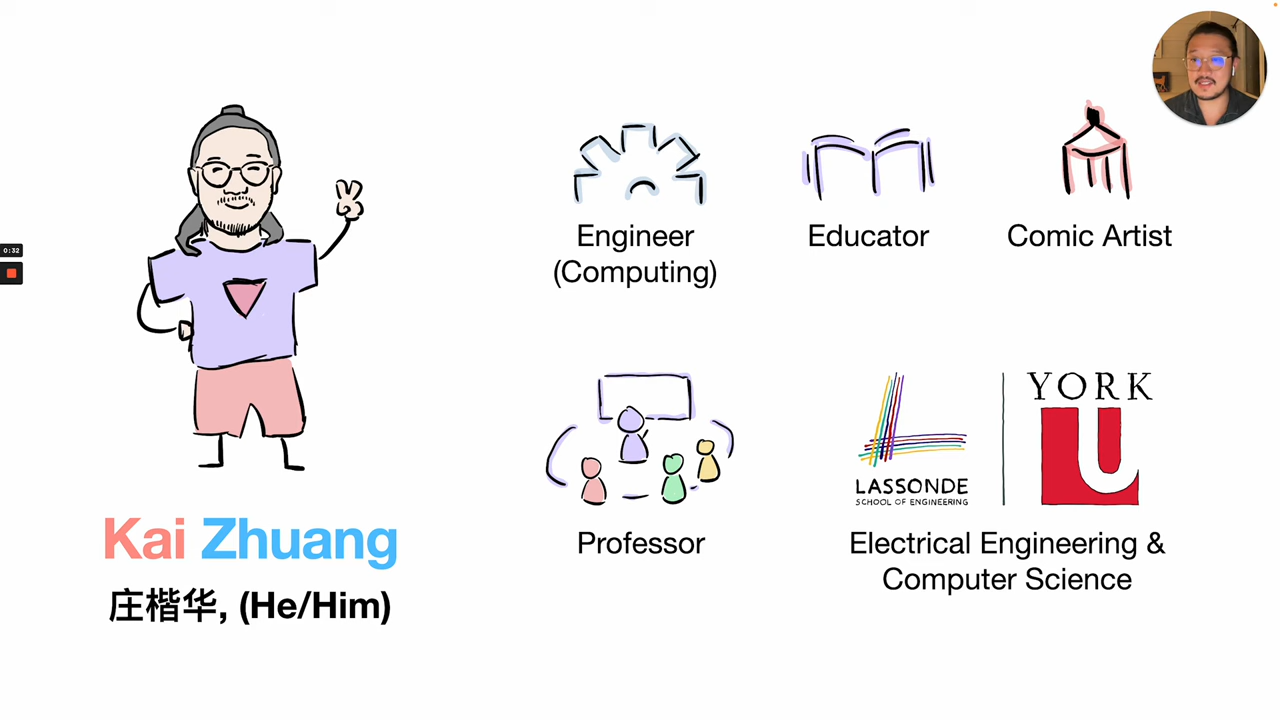 0:32
Engineer
(Computing)
Educator
Comic Artist
Professor
LASSONDE
SCHOOL OF ENGINEERING
YORK
U
Electrical Engineering &
Computer Science
Kai Zhuang
庄楷华, (He/Him)